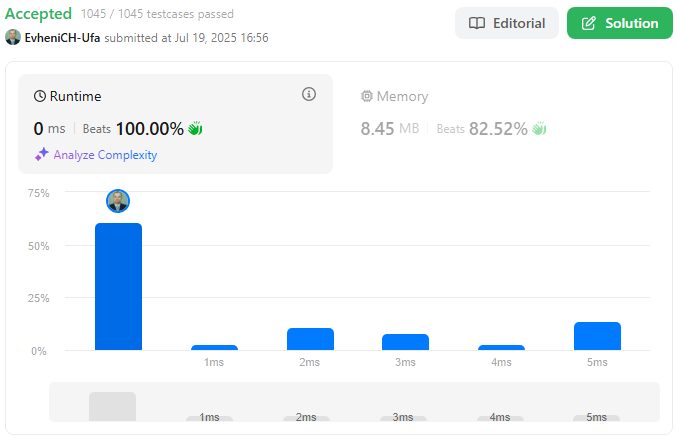 Accepted 1045 / 1045 testcases passed
Editorial
Solution
EvheniCH-Ufa submitted at Jul 19, 2025 16:56
Runtime
0 ms | Beats 100.00%
Analyze Complexity
Memory
8.45 MB | Beats 82.52%
75%
50%
25%
0%
1ms 2ms 3ms 4ms 5ms
1ms 2ms 3ms 4ms 5ms